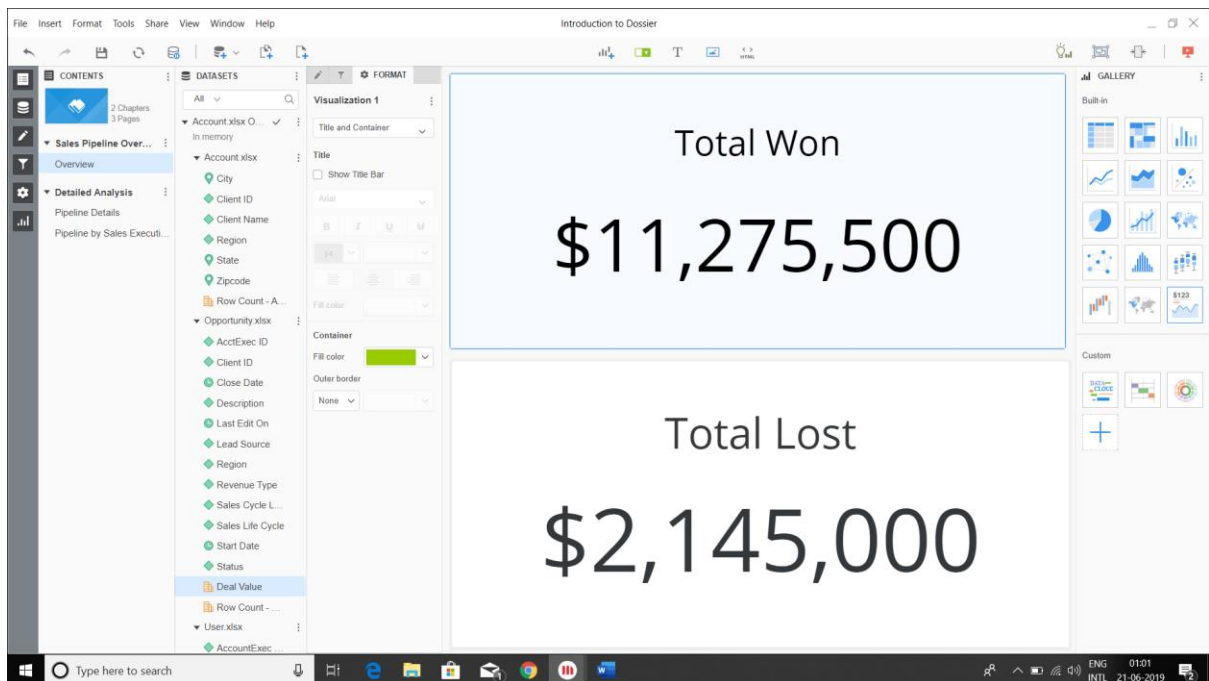 File Insert Format Tools Share View Window Help
Introduction to Dossier
T
< >
HTML
CONTENTS
2 Chapters
3 Pages
Sales Pipeline Over...
Overview
Detailed Analysis
Pipeline Details
Pipeline by Sales Executi...
DATASETS
All
Account.xlsx O...
In memory
Account.xlsx
City
Client ID
Client Name
Region
State
Zipcode
Row Count - A...
Opportunity.xlsx
AcctExec ID
Client ID
Close Date
Description
Last Edit On
Lead Source
Region
Revenue Type
Sales Cycle L...
Sales Life Cycle
Start Date
Status
Deal Value
Row Count - ...
User.xlsx
AccountExec ...
FORMAT
Visualization 1
Title and Container
Title
Show Title Bar
Arial
B I U U
14
Fill color
Container
Fill color
Outer border
None
Total Won
$11,275,500
Total Lost
$2,145,000
GALLERY
Built-in
$123
Custom
DATA
CLOUD
Type here to search
ENG
INTL
01:01
21-06-2019